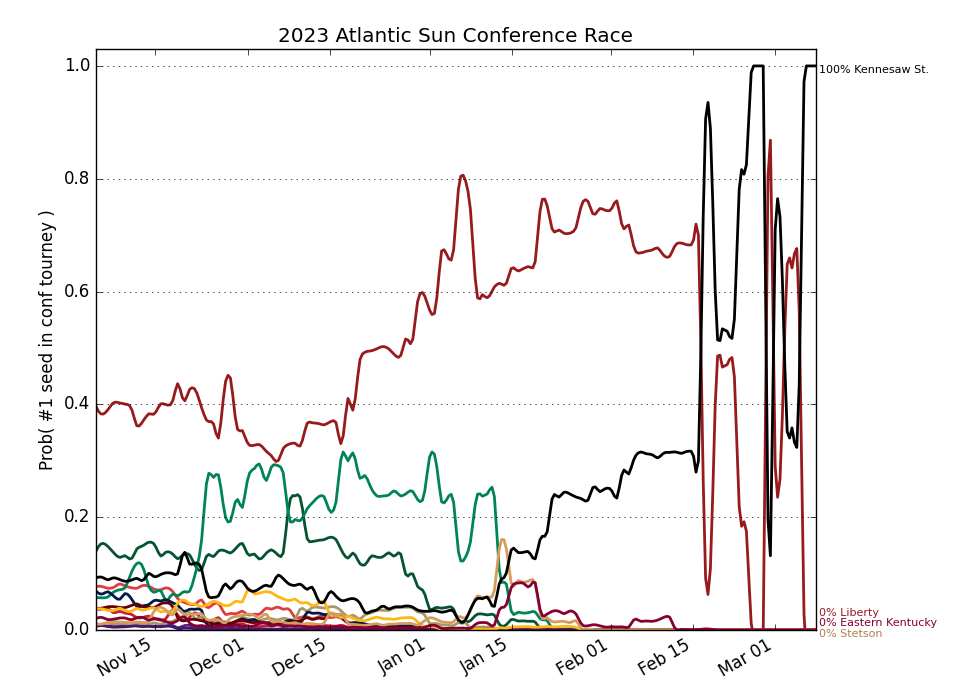 2023 Atlantic Sun Conference Race
Prob( #1 seed in conf tourney )
1.0
0.8
0.6
0.4
0.2
0.0
Nov 15
Dec 01
Dec 15
Jan 01
Jan 15
Feb 01
Feb 15
Mar 01
100% Kennesaw St.
0% Liberty
0% Eastern Kentucky
0% Stetson